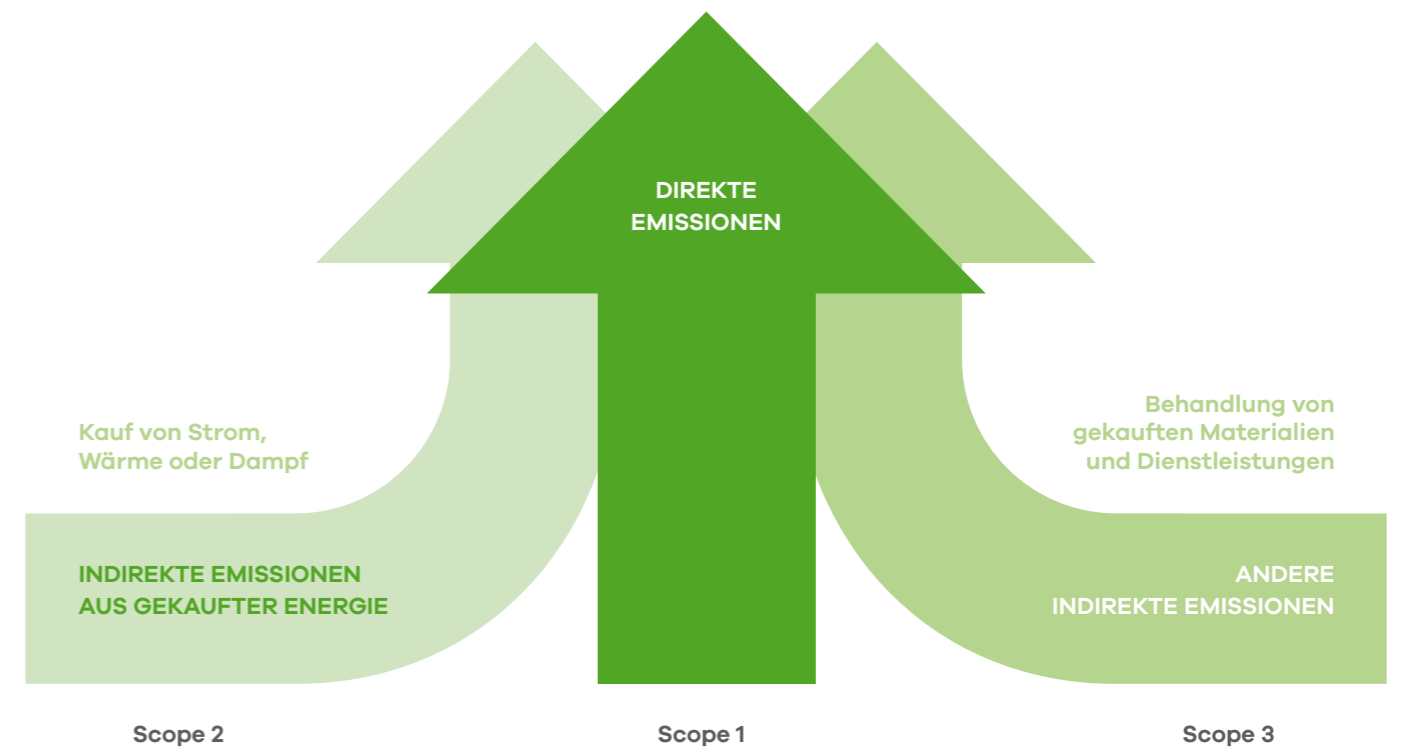 DIREKTE
EMISSIONEN
Kauf von Strom,
Wärme oder Dampf
INDIREKTE EMISSIONEN
AUS GEKAUFTER ENERGIE
Behandlung von
gekauften Materialien
und Dienstleistungen
ANDERE
INDIREKTE EMISSIONEN
Scope 2
Scope 1
Scope 3